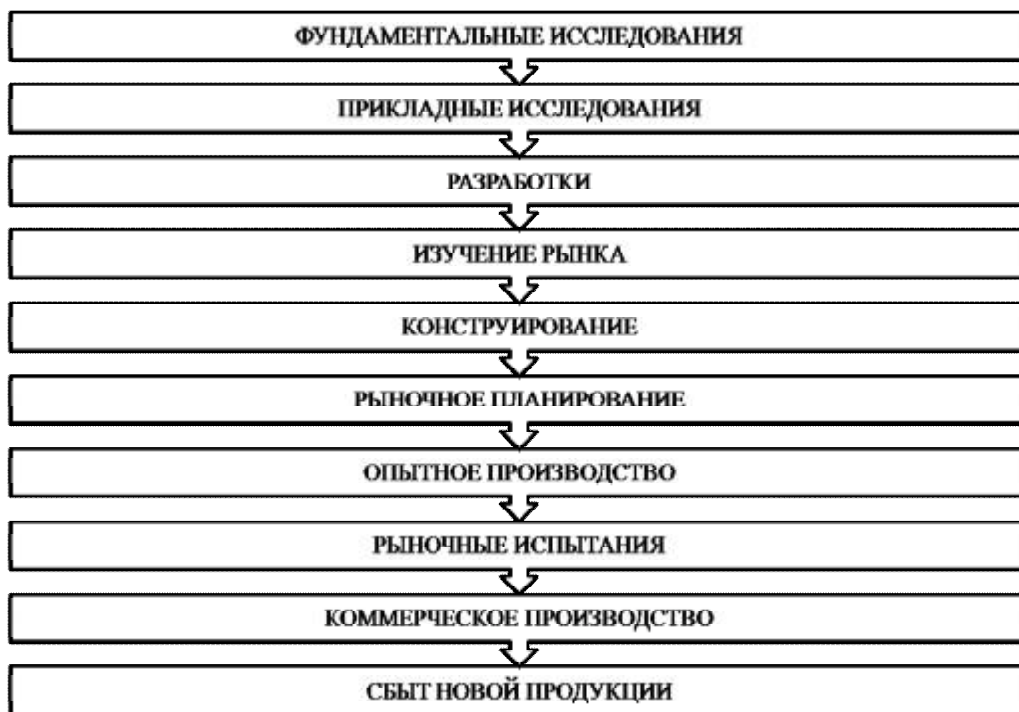 ФУНДАМЕНТАЛЬНЫЕ ИССЛЕДОВАНИЯ
ПРИКЛАДНЫЕ ИССЛЕДОВАНИЯ
РАЗРАБОТКИ
ИЗУЧЕНИЕ РЫНКА
КОНСТРУИРОВАНИЕ
РЫНОЧНОЕ ПЛАНИРОВАНИЕ
ОПЫТНОЕ ПРОИЗВОДСТВО
РЫНОЧНЫЕ ИСПЫТАНИЯ
КОММЕРЧЕСКОЕ ПРОИЗВОДСТВО
СБЫТ НОВОЙ ПРОДУКЦИИ